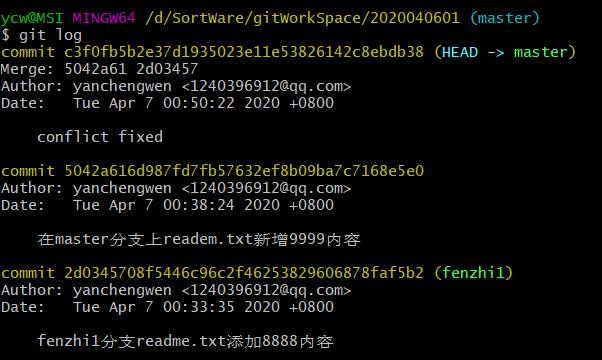 ycw@MSI MINGW64 /d/SortWare/gitWorkSpace/2020040601 (master)
$ git log
commit c3f0fb5b2e37d1935023e11e53826142c8ebdb38 (HEAD -> master)
Merge: 5042a61 2d03457
Author: yanchengwen <1240396912@qq.com>
Date:   Tue Apr 7 00:50:22 2020 +0800
conflict fixed
commit 5042a616d987fd7fb57632ef8b09ba7c7168e5e0
Author: yanchengwen <1240396912@qq.com>
Date:   Tue Apr 7 00:38:24 2020 +0800
在master分支上readem.txt新增9999内容
commit 2d0345708f5446c96c2f46253829606878faf5b2 (fenzhi1)
Author: yanchengwen <1240396912@qq.com>
Date:   Tue Apr 7 00:33:35 2020 +0800
fenzhi1分支readme.txt添加8888内容